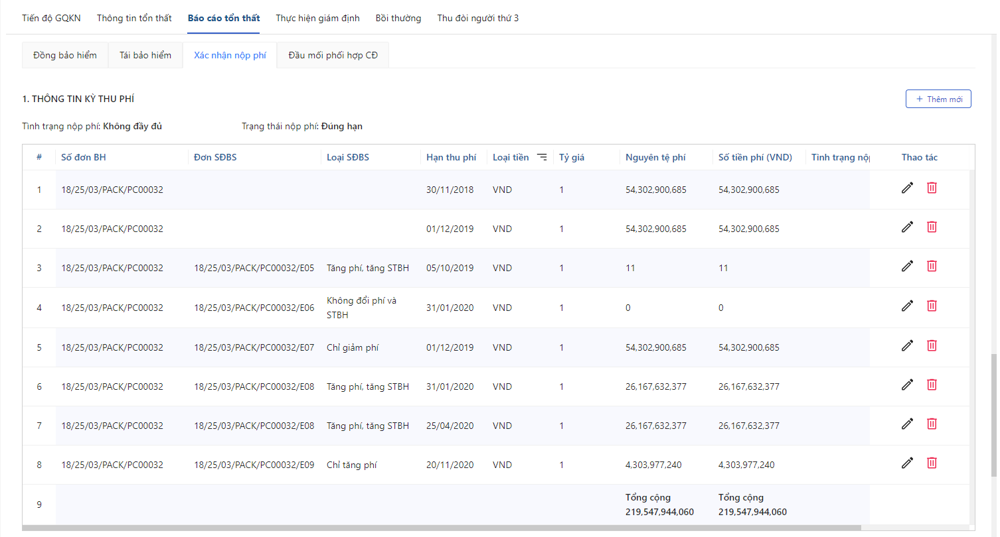 Tiến độ GQKN Thông tin tổn thất Báo cáo tổn thất Thực hiện giám định Bồi thường Thu đòi người thứ 3
Đồng bảo hiểm Tái bảo hiểm Xác nhận nộp phí Đầu mối phối hợp CĐ
1. THÔNG TIN KỲ THU PHÍ + Thêm mới
Tình trạng nộp phí: Không đầy đủ Trạng thái nộp phí: Đúng hạn
# Số đơn BH Đơn SĐBS Loại SĐBS Hạn thu phí Loại tiền Tỷ giá Nguyên tệ phí Số tiền phí (VND) Tình trạng nộp Thao tác
1 18/25/03/PACK/PC00032 30/11/2018 VND 1 54,302,900,685 54,302,900,685
2 18/25/03/PACK/PC00032 01/12/2019 VND 1 54,302,900,685 54,302,900,685
3 18/25/03/PACK/PC00032 18/25/03/PACK/PC00032/E05 Tăng phí, tăng STBH 05/10/2019 VND 1 11 11
4 18/25/03/PACK/PC00032 18/25/03/PACK/PC00032/E06 Không đổi phí và STBH 31/01/2020 VND 1 0 0
5 18/25/03/PACK/PC00032 18/25/03/PACK/PC00032/E07 Chỉ giảm phí 01/12/2019 VND 1 54,302,900,685 54,302,900,685
6 18/25/03/PACK/PC00032 18/25/03/PACK/PC00032/E08 Tăng phí, tăng STBH 31/01/2020 VND 1 26,167,632,377 26,167,632,377
7 18/25/03/PACK/PC00032 18/25/03/PACK/PC00032/E08 Tăng phí, tăng STBH 25/04/2020 VND 1 26,167,632,377 26,167,632,377
8 18/25/03/PACK/PC00032 18/25/03/PACK/PC00032/E09 Chỉ tăng phí 20/11/2020 VND 1 4,303,977,240 4,303,977,240
9 Tổng cộng Tổng cộng
219,547,944,060 219,547,944,060